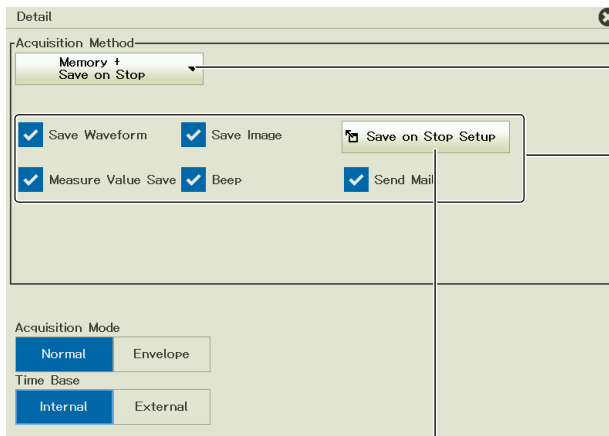 Detail
Acquisition Method
Memory +
Save on Stop
Save Waveform
Save Image
Save on Stop Setup
Measure Value Save
Beep
Send Mail
Acquisition Mode
Normal
Envelope
Time Base
Internal
External